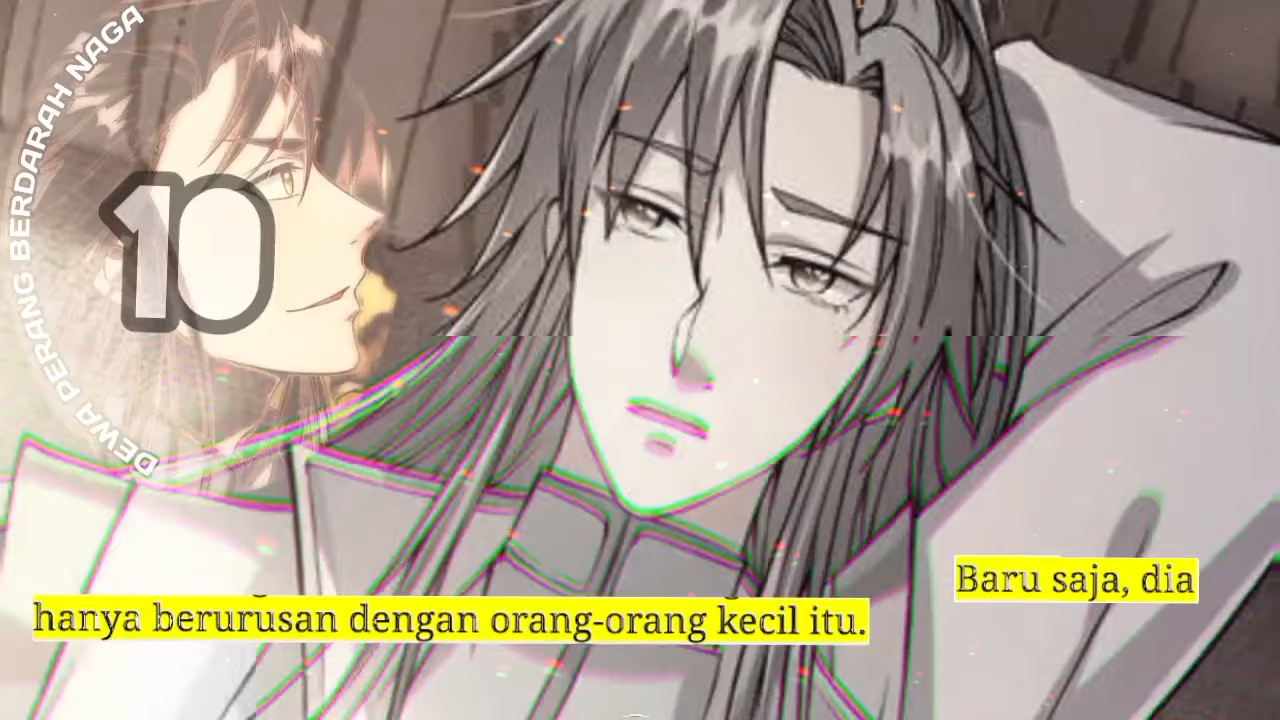 DEWA PERANG BERDARAH NAGA
10
Baru saja, dia
hanya berurusan dengan orang-orang kecil itu.